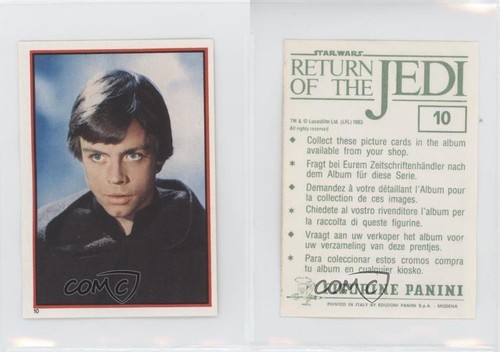 COMC
10
STAR WARS
RETURN
OF THE JEDI
10
TM & © Lucasfilm Ltd. (LFL) 1983
All rights reserved
◆ Collect these picture cards in the album
available from your shop.
✷ Fragt bei Eurem Zeitschriftenhändler nach
dem Album für diese Serie.
◆ Demandez à votre détaillant l'Album pour
la collection de ces images.
✷ Chiedete al vostro rivenditore l'album per
la raccolta di queste figurine.
◆ Vraagt aan uw verkoper het album voor
uw verzameling van deze prentjes.
✷ Para coleccionar estos cromos compra
tu album en cualquier kiosko.
COMC
FIGURINE PANINI
PRINTED IN ITALY BY EDIZIONI PANINI S.p.A. - MODENA